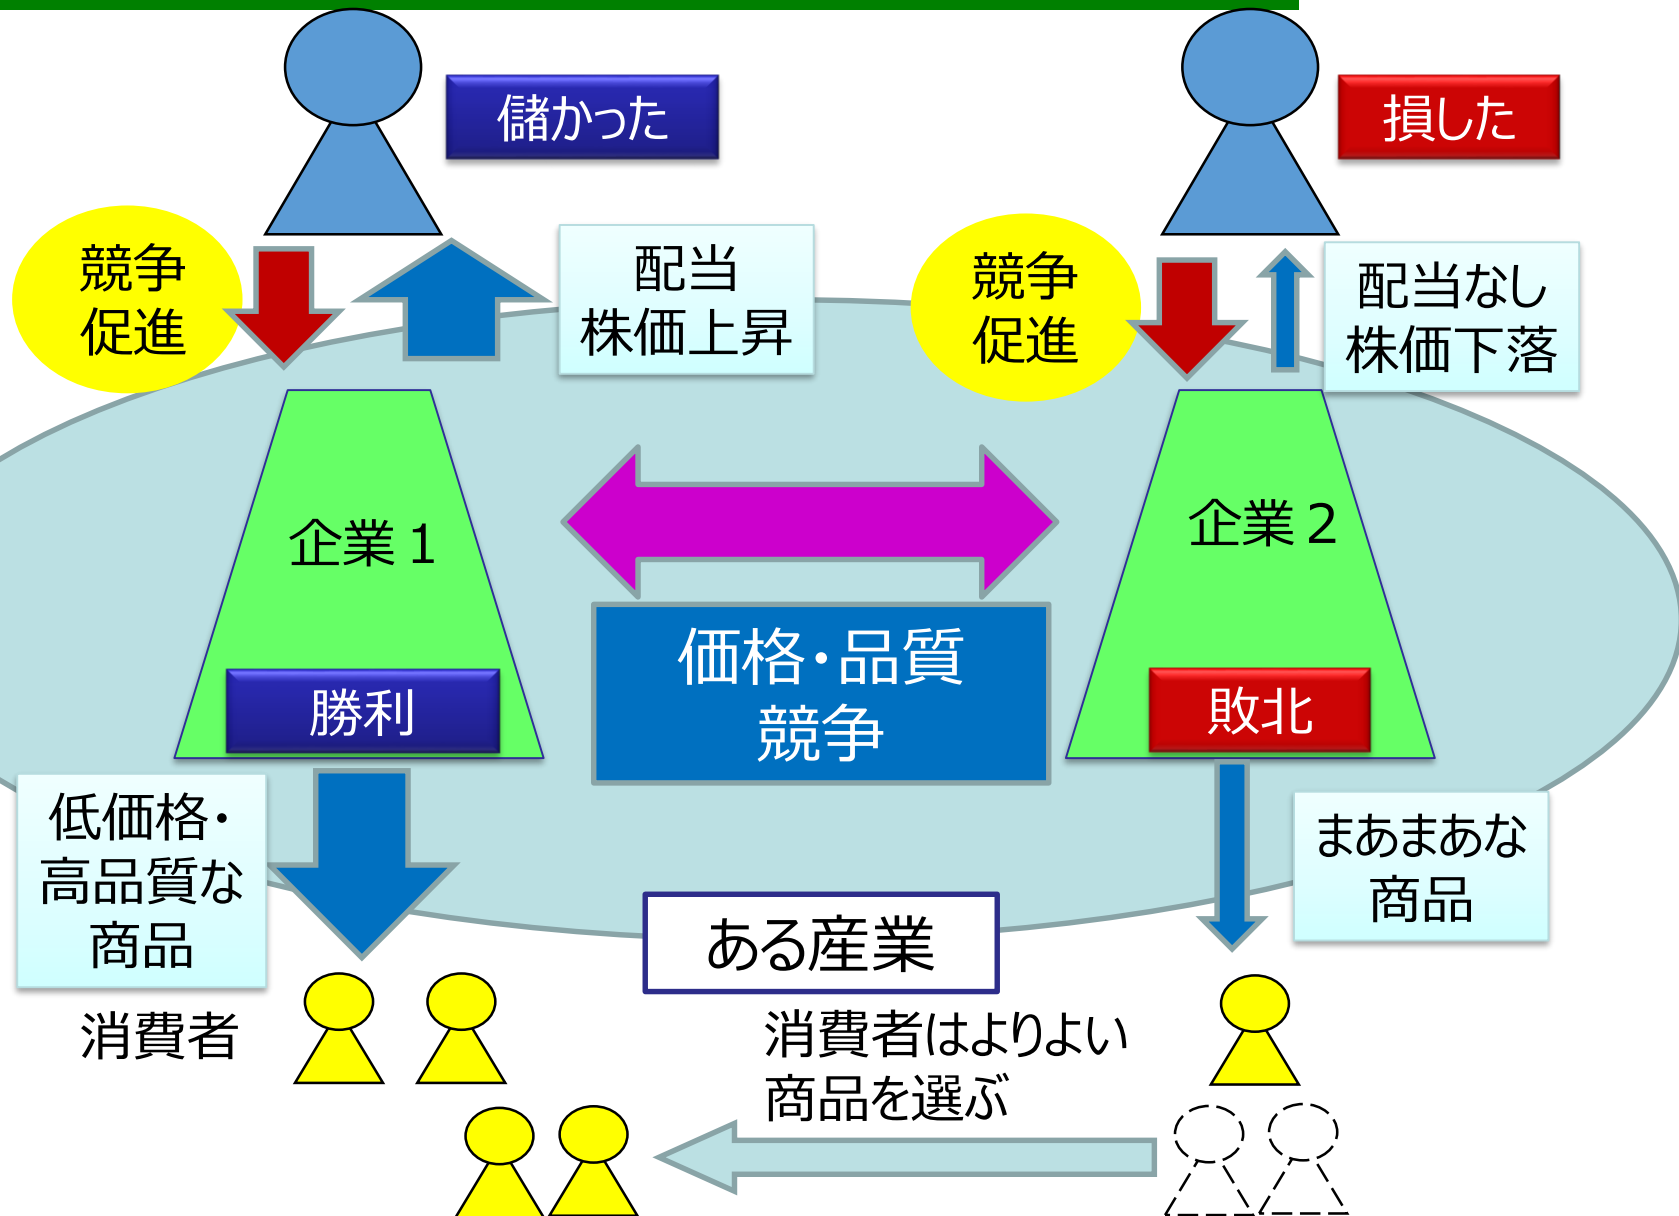 儲かった
損した
競争
促進
配当
株価上昇
競争
促進
配当なし
株価下落
企業1
企業2
価格・品質
競争
勝利
敗北
低価格・
高品質な
商品
まあまあな
商品
ある産業
消費者
消費者はよりよい
商品を選ぶ